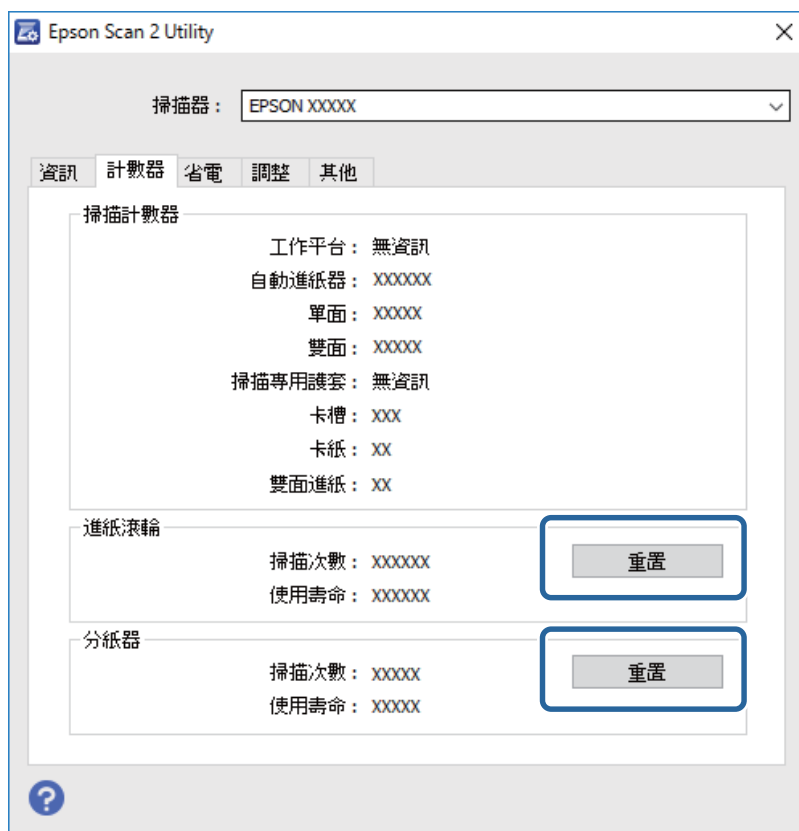 Epson Scan 2 Utility
掃描器： EPSON XXXXX
資訊 計數器 省電 調整 其他
掃描計數器
工作平台： 無資訊
自動進紙器： XXXXXX
單面： XXXXX
雙面： XXXXX
掃描專用護套： 無資訊
卡槽： XXX
卡紙： XX
雙面進紙： XX
進紙滾輪
掃描次數： XXXXXX 重置
使用壽命： XXXXXX
分紙器
掃描次數： XXXXX 重置
使用壽命： XXXXX
?